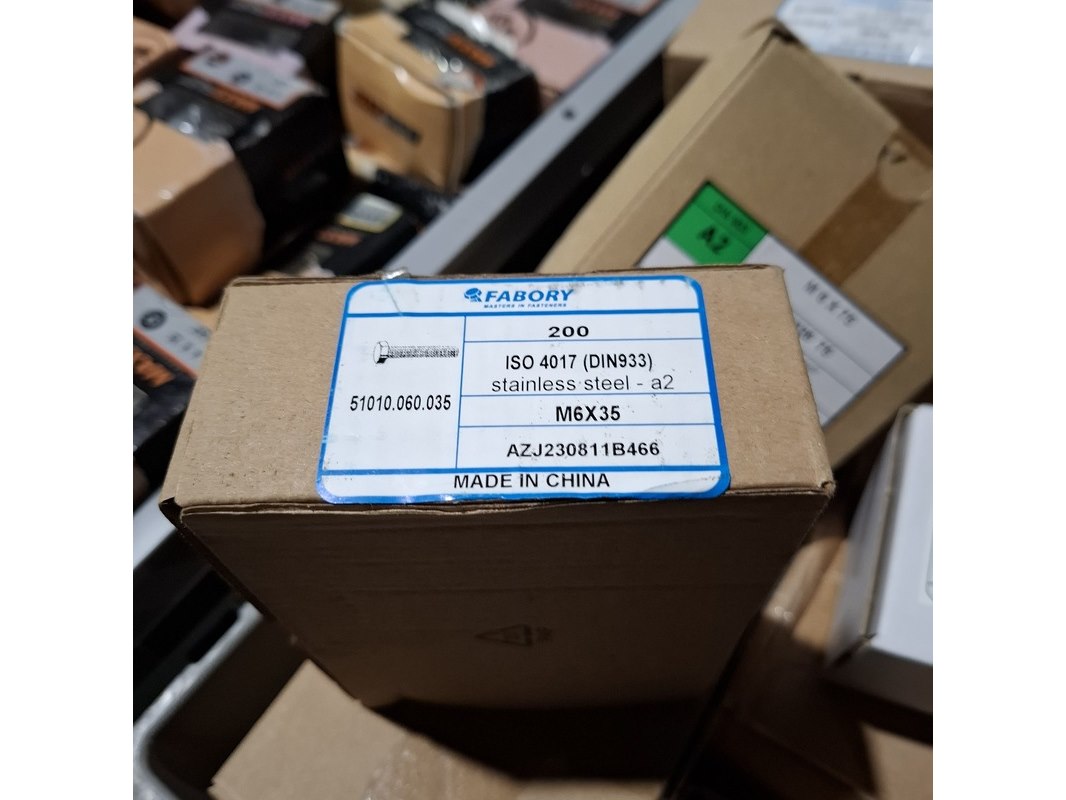 FABORY
MASTERS IN FASTENERS
200
ISO 4017 (DIN933)
stainless steel - a2
51010.060.035
M6X35
AZJ230811B466
MADE IN CHINA
A2